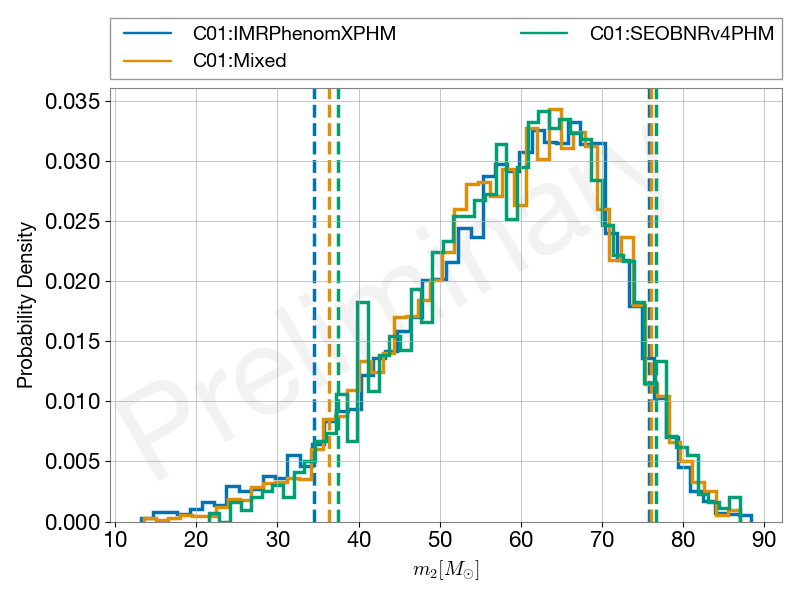 C01:IMRPhenomXPHM
C01:Mixed
C01:SEOBNRv4PHM
Probability Density
0.035
0.030
0.025
0.020
0.015
0.010
0.005
0.000
Preliminary
10 20 30 40 50 60 70 80 90
m₂[M☉]